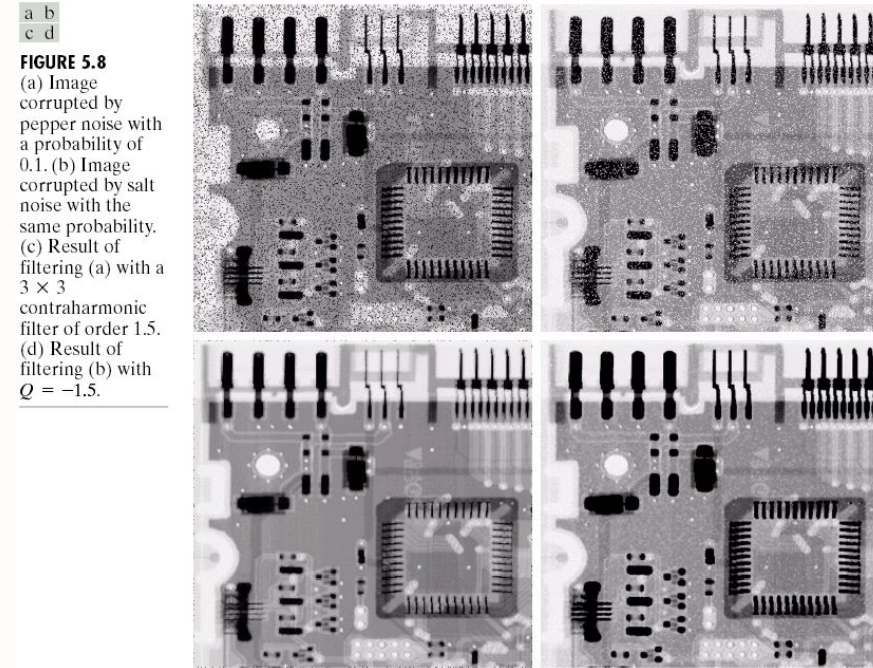 a b
c d
FIGURE 5.8
(a) Image
corrupted by
pepper noise with
a probability of
0.1. (b) Image
corrupted by salt
noise with the
same probability.
(c) Result of
filtering (a) with a
3 × 3
contraharmonic
filter of order 1.5.
(d) Result of
filtering (b) with
Q = −1.5.